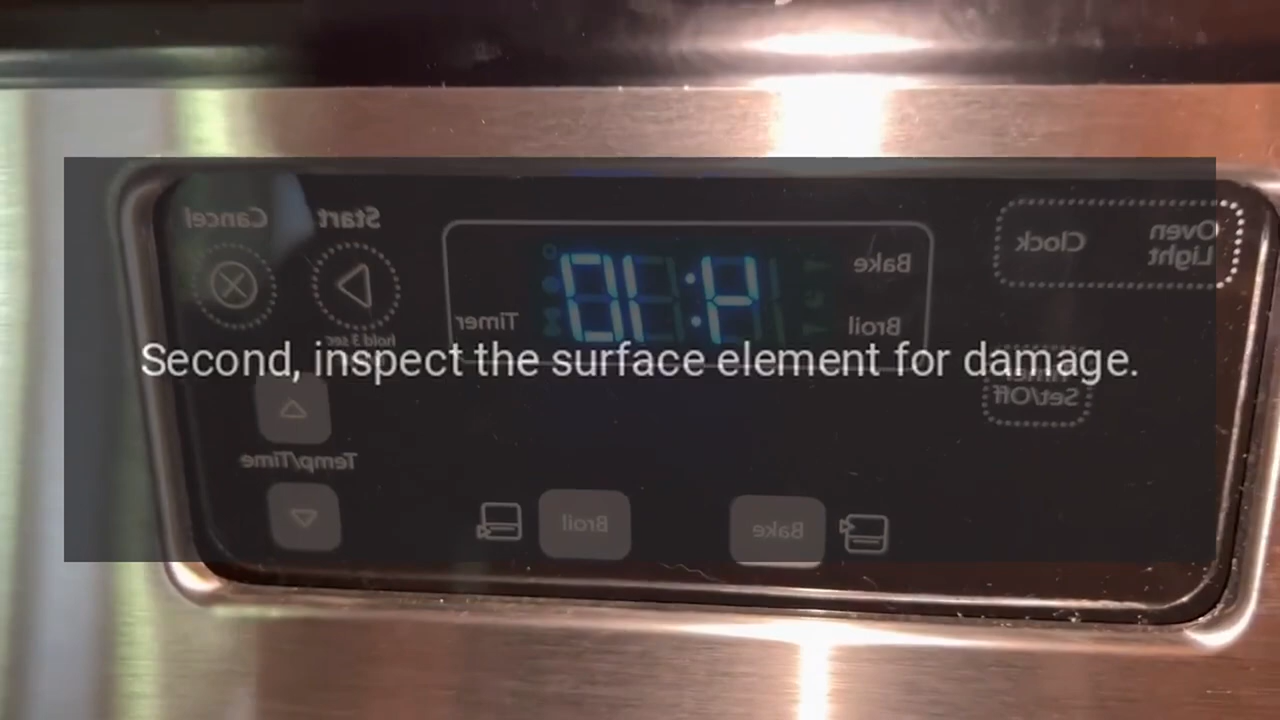 Cancel
Start
Bake
Clock
Oven
Light
Timer
Broil
hold 3 sec
Second, inspect the surface element for damage.
Timer
Set/Off
Temp/Time
Broil
Bake